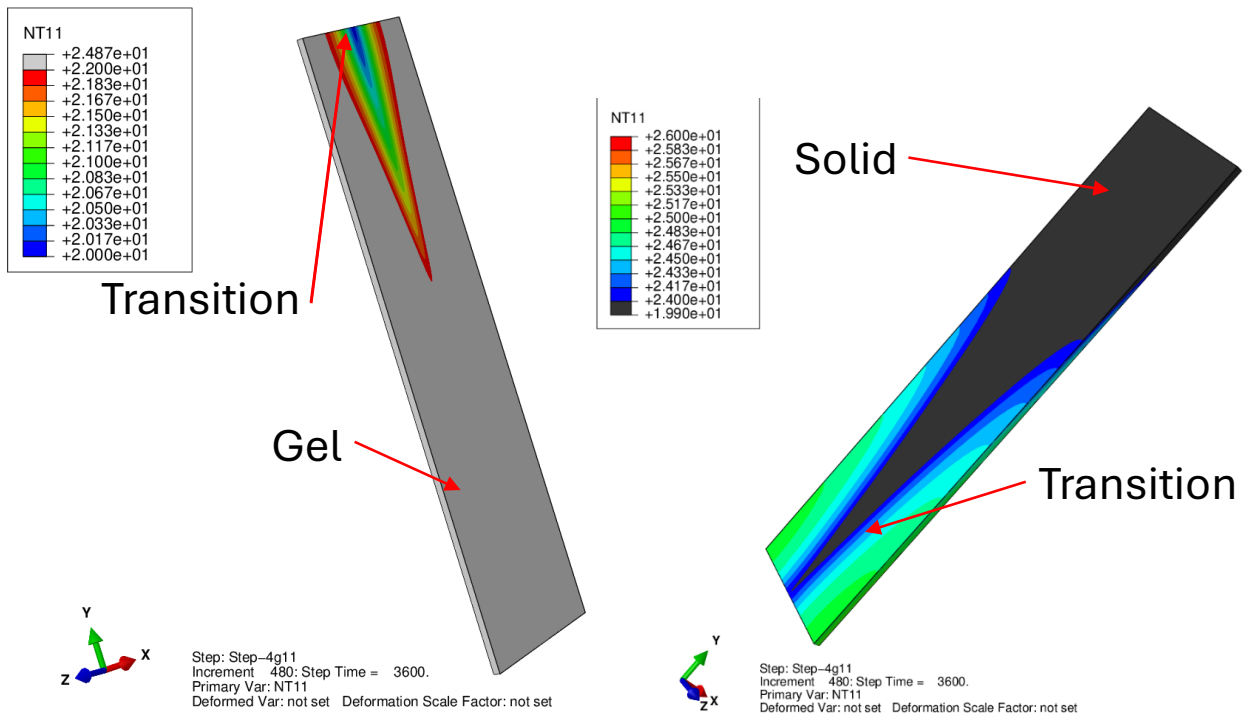 NT11
+2.487e+01
+2.200e+01
+2.183e+01
+2.167e+01
+2.150e+01
+2.133e+01
+2.117e+01
+2.100e+01
+2.083e+01
+2.067e+01
+2.050e+01
+2.033e+01
+2.017e+01
+2.000e+01
Transition
Gel
Y
X
Z
Step: Step-4g11
Increment 480: Step Time = 3600.
Primary Var: NT11
Deformed Var: not set Deformation Scale Factor: not set
NT11
+2.600e+01
+2.583e+01
+2.567e+01
+2.550e+01
+2.533e+01
+2.517e+01
+2.500e+01
+2.483e+01
+2.467e+01
+2.450e+01
+2.433e+01
+2.417e+01
+2.400e+01
+1.990e+01
Solid
Transition
Y
X
Z
Step: Step-4g11
Increment 480: Step Time = 3600.
Primary Var: NT11
Deformed Var: not set Deformation Scale Factor: not set